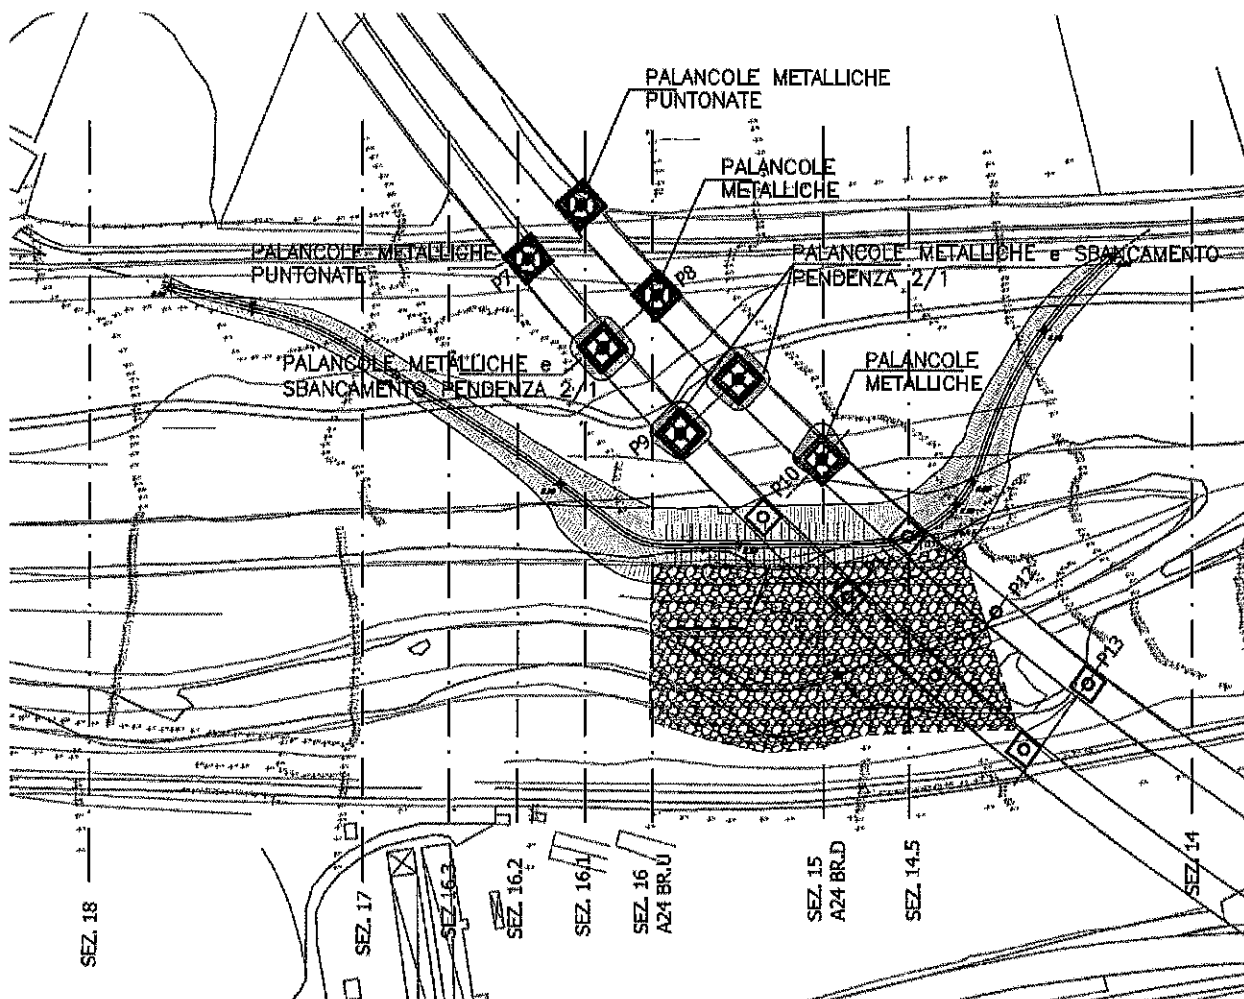 PALANCOLE METALLICHE
PUNTONATE
PALANCOLE
METALLICHE
PALANCOLE METALLICHE
PUNTONATE
PALANCOLE METALLICHE e SBANCAMENTO
PENDENZA 2/1
P7
P8
PALANCOLE METALLICHE e
SBANCAMENTO PENDENZA 2/1
PALANCOLE
METALLICHE
P9
P10
P12
P13
SEZ. 18
SEZ. 17
SEZ. 16.3
SEZ. 16.2
SEZ. 16.1
SEZ. 16
A24 BR.U
SEZ. 15
A24 BR.D
SEZ. 14.5
SEZ. 14